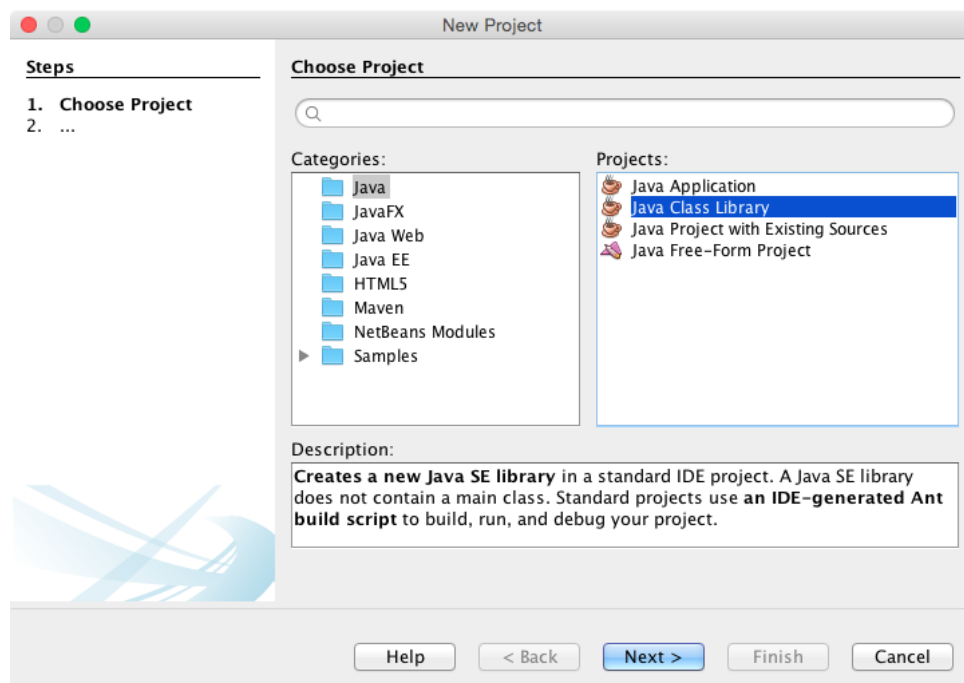 New Project
Steps
1. Choose Project
2. ...
Choose Project
Categories:
Java
JavaFX
Java Web
Java EE
HTML5
Maven
NetBeans Modules
Samples
Projects:
Java Application
Java Class Library
Java Project with Existing Sources
Java Free-Form Project
Description:
Creates a new Java SE library in a standard IDE project. A Java SE library
does not contain a main class. Standard projects use an IDE-generated Ant
build script to build, run, and debug your project.
Help
< Back
Next >
Finish
Cancel